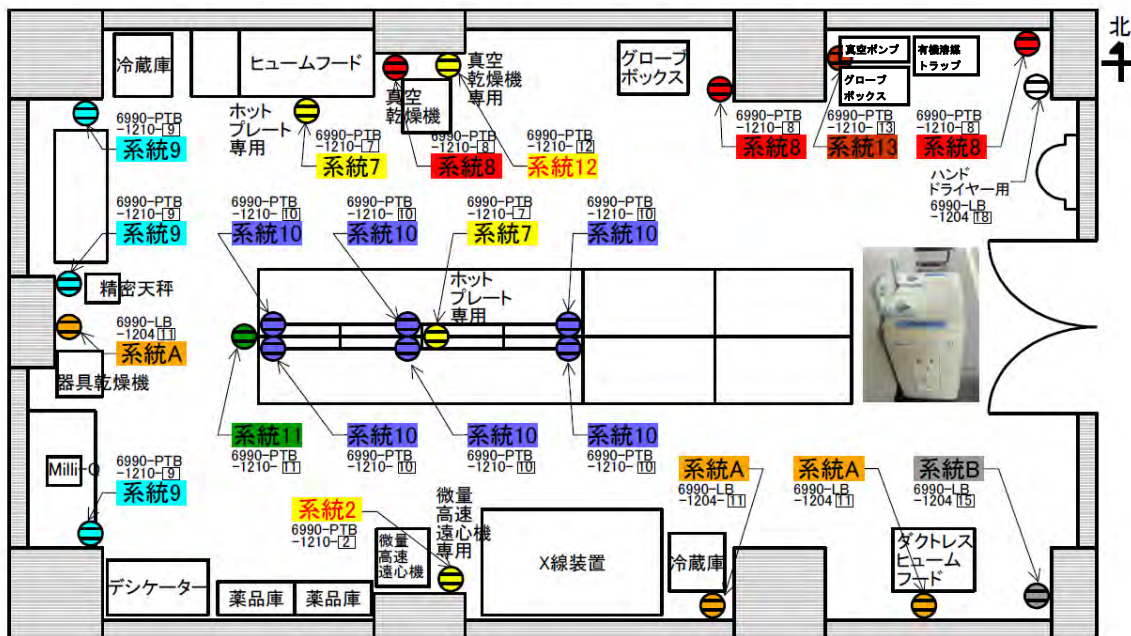 北
冷蔵庫
ヒュームフード
真空
乾燥機
専用
グローブ
ボックス
真空ポンプ
有機溶媒
トラップ
グローブ
ボックス
真空
乾燥機
ホット
プレート
専用
6990-PTB
-1210-9
系統9
6990-PTB
-1210-7
系統7
6990-PTB
-1210-8
系統8
6990-PTB
-1210-12
系統12
6990-PTB
-1210-8
系統8
6990-PTB
-1210-13
系統13
6990-PTB
-1210-8
系統8
ハンド
ドライヤー用
6990-LB
-1204 18
6990-PTB
-1210-9
系統9
6990-PTB
-1210-10
系統10
6990-PTB
-1210-10
系統10
6990-PTB
-1210-7
系統7
6990-PTB
-1210-10
系統10
精密天秤
ホット
プレート
専用
6990-LB
-1204 11
系統A
器具乾燥機
系統11
6990-PTB
-1210-11
系統10
6990-PTB
-1210-10
系統10
6990-PTB
-1210-10
系統10
6990-PTB
-1210-10
Milli-Q
6990-PTB
-1210-9
系統9
系統A
6990-LB
-1204-11
系統A
6990-LB
-1204 11
系統B
6990-LB
-1204 15
系統2
6990-PTB
-1210-2
微量
高速
遠心機
専用
微量
高速
遠心機
X線装置
冷蔵庫
ダクトレス
ヒューム
フード
デシケーター
薬品庫
薬品庫